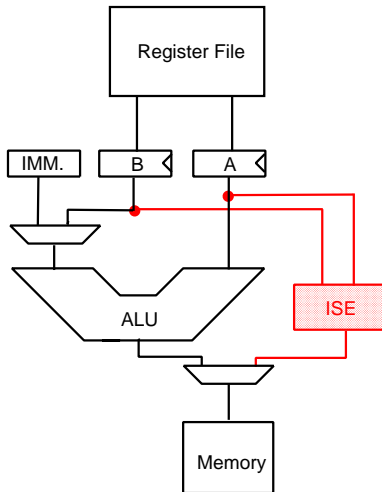 Register File
IMM.
B
A
ISE
ALU
Memory